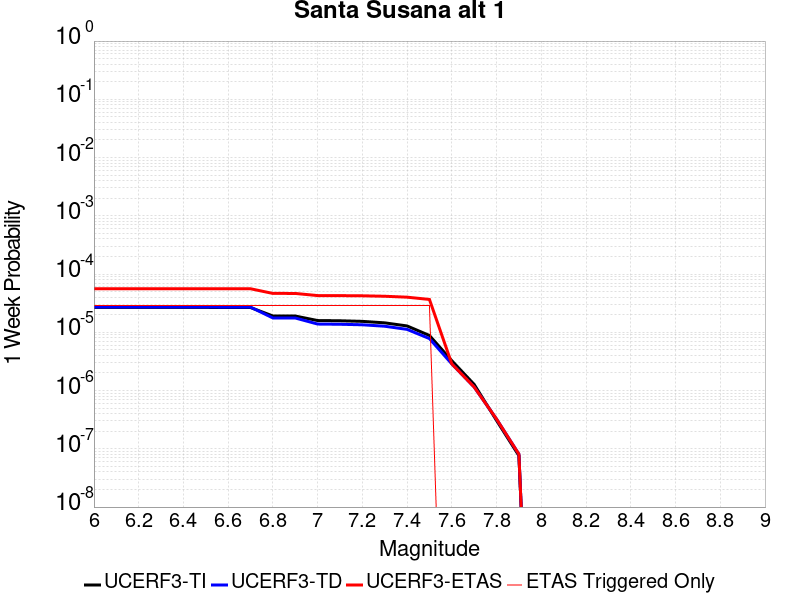 Santa Susana alt 1
10^0
10^-1
10^-2
10^-3
10^-4
10^-5
10^-6
10^-7
10^-8
1 Week Probability
6 6.2 6.4 6.6 6.8 7 7.2 7.4 7.6 7.8 8 8.2 8.4 8.6 8.8 9
Magnitude
UCERF3-TI UCERF3-TD UCERF3-ETAS ETAS Triggered Only